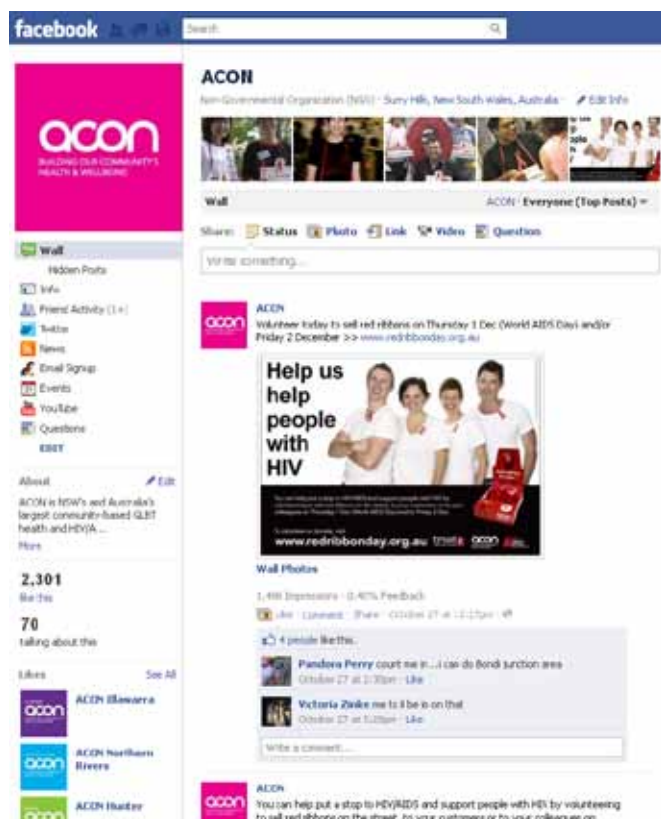 facebook
Search
acon
BUILDING OUR COMMUNITY'S
HEALTH & WELLBEING
Wall
Hidden Posts
Info
Friend Activity (1+)
Twitter
News
Email Signup
Events
YouTube
Questions
EDIT
About
Edit
ACON is NSW's and Australia's
largest community-based GLBT
health and HIV/A ...
More
2,301
like this
70
talking about this
Likes
See All
acon
ACON Illawarra
acon
ACON Northern
Rivers
acon
ACON Hunter
ACON
Non-Governmental Organization (NGO) · Surry Hills, New South Wales, Australia · Edit Info
Wall
ACON · Everyone (Top Posts)
Share: Status Photo Link Video Question
Write something...
acon
ACON
Volunteer today to sell red ribbons on Thursday 1 Dec (World AIDS Day) and/or
Friday 2 December >> www.redribbonday.org.au
Help us
help
people
with
HIV
www.redribbonday.org.au
acon
Wall Photos
Impressions · Feedback
Like · Comment · Share · October 27 at
4 people like this.
Pandora Perry count me in...i can do Bondi Junction area
October 27 at 2:30pm · Like
Victoria Zinke me to ll be in on that
October 27 at 5:20pm · Like
Write a comment...
acon
ACON
You can help put a stop to HIV/AIDS and support people with HIV by volunteering
to sell red ribbons on the street, to your customers or to your colleagues on